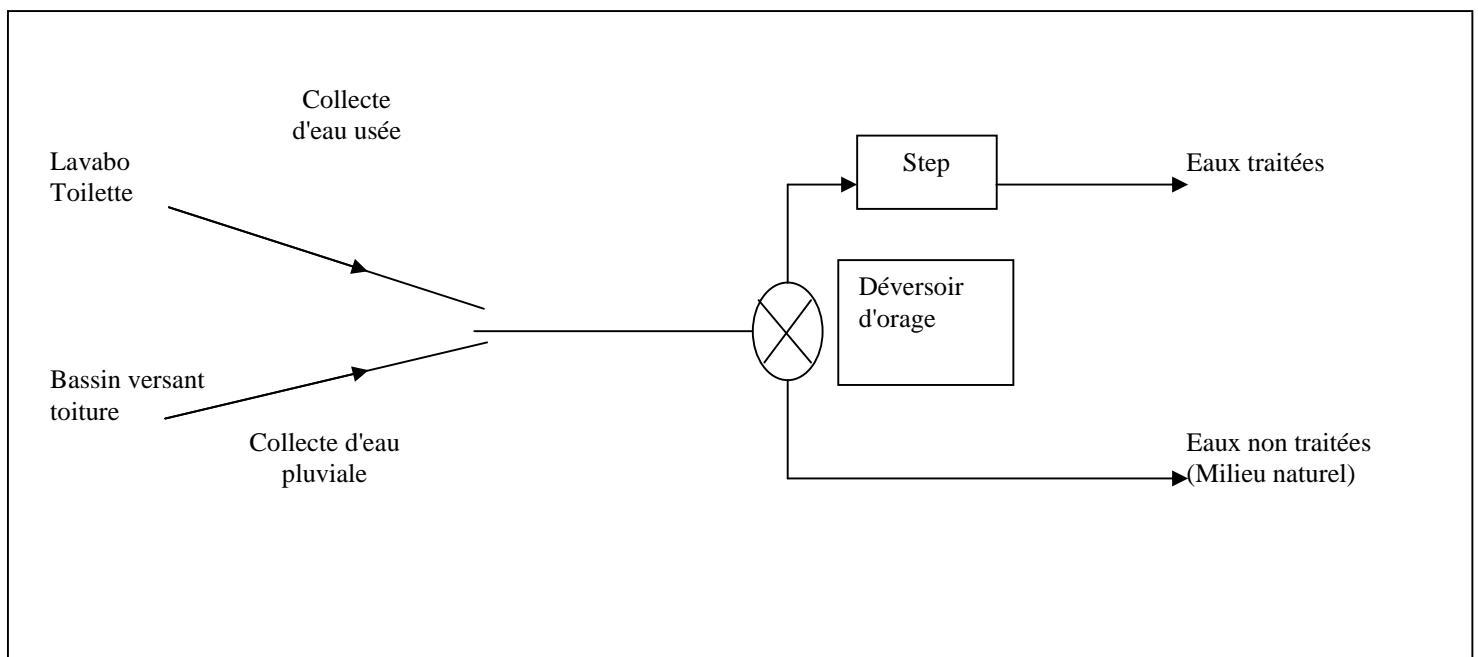 Collecte
d'eau usée
Lavabo
Toilette
Step
Eaux traitées
Déversoir
d'orage
Bassin versant
toiture
Collecte d'eau
pluviale
Eaux non traitées
(Milieu naturel)